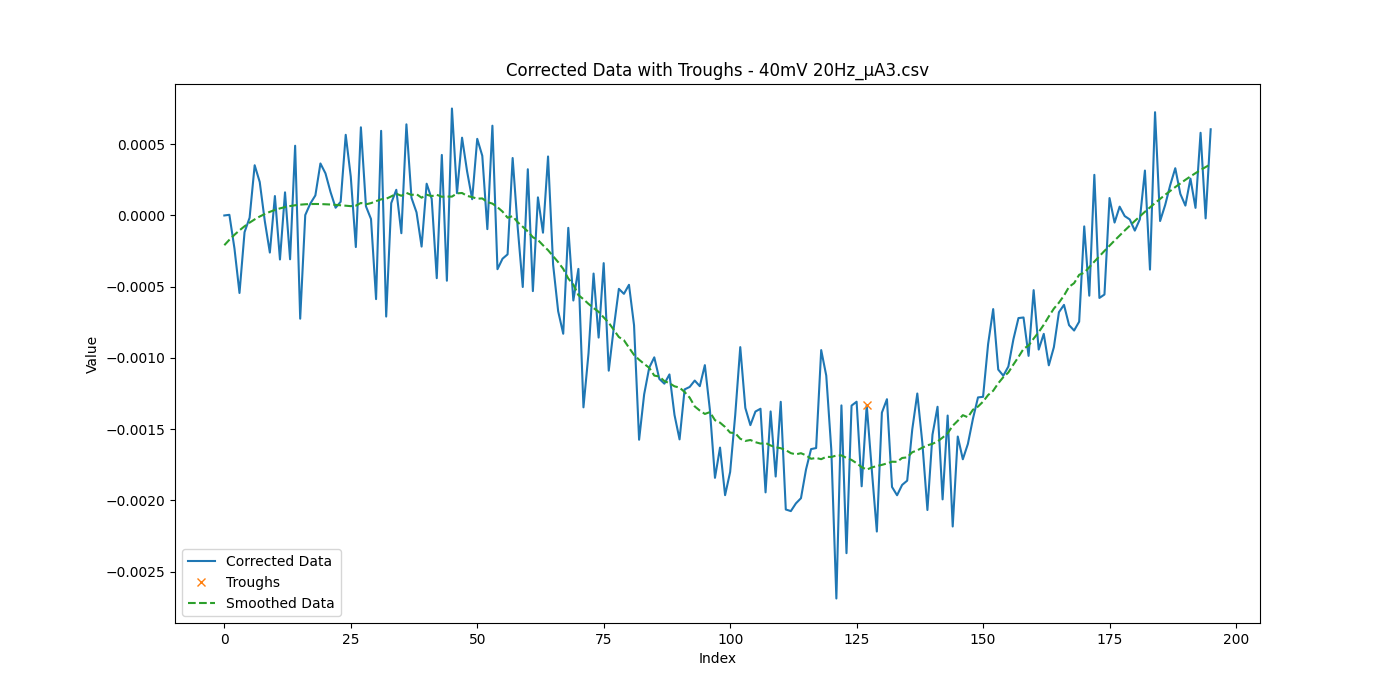 Corrected Data with Troughs - 40mV 20Hz_µA3.csv
Value
0.0005
0.0000
−0.0005
−0.0010
−0.0015
−0.0020
−0.0025
Corrected Data
Troughs
Smoothed Data
0 25 50 75 100 125 150 175 200
Index